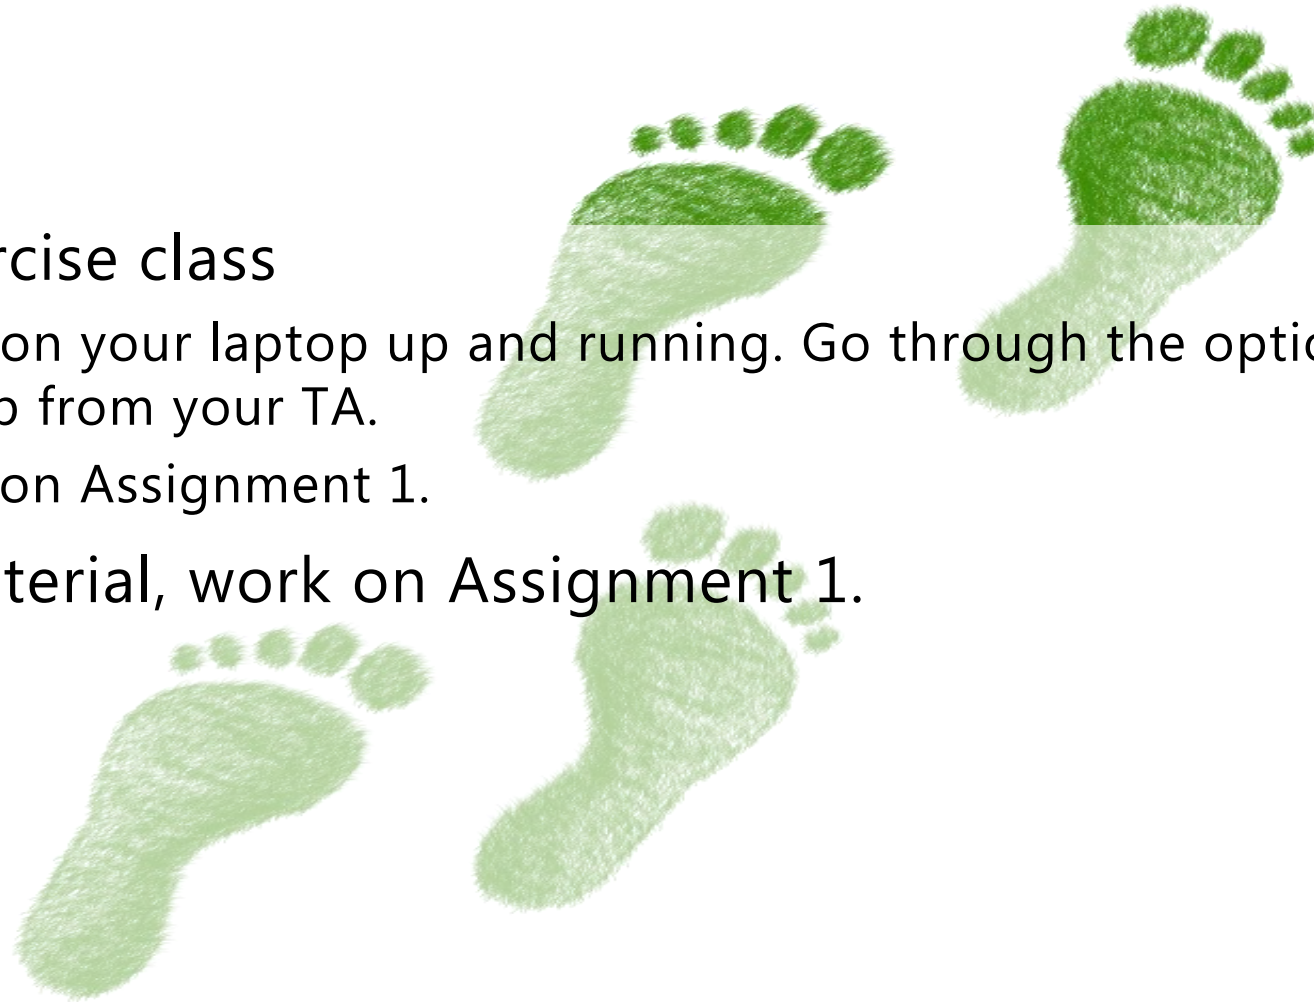 rcise class
on your laptop up and running. Go through the optio
p from your TA.
on Assignment 1.
terial, work on Assignment 1.